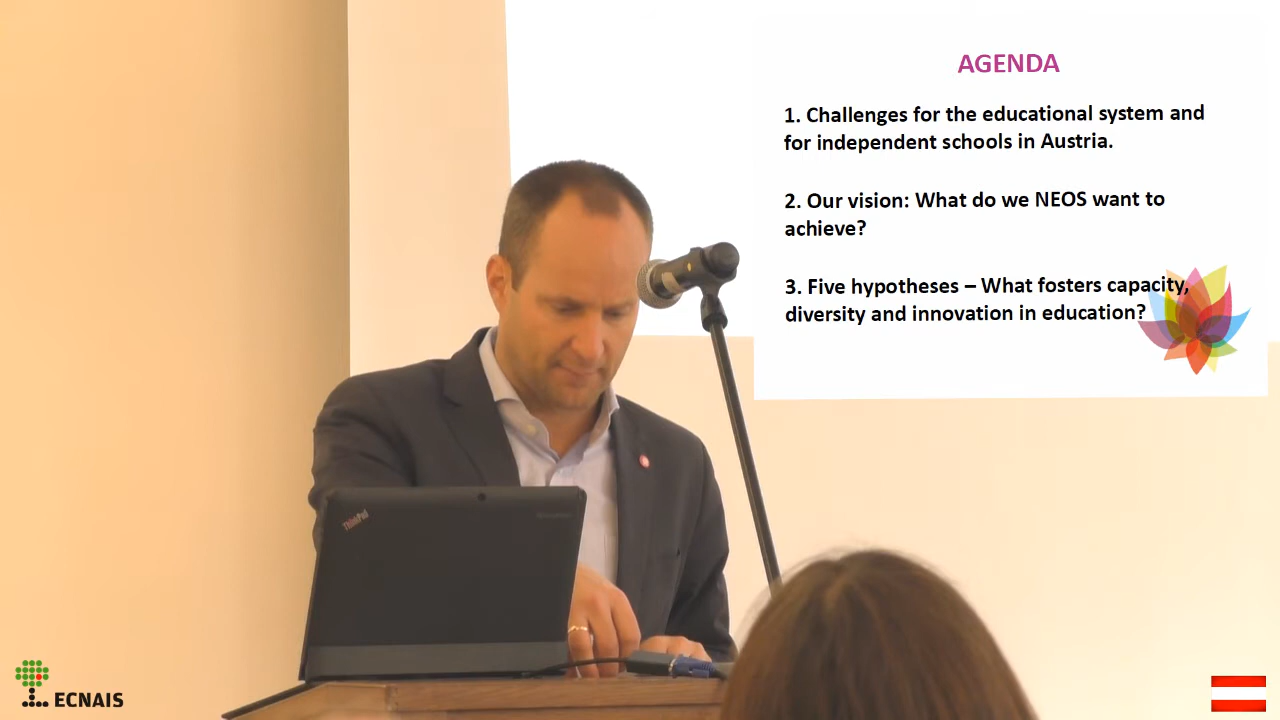 AGENDA
1. Challenges for the educational system and
for independent schools in Austria.
2. Our vision: What do we NEOS want to
achieve?
3. Five hypotheses – What fosters capacity,
diversity and innovation in education?
ThinkPad
ECNAIS